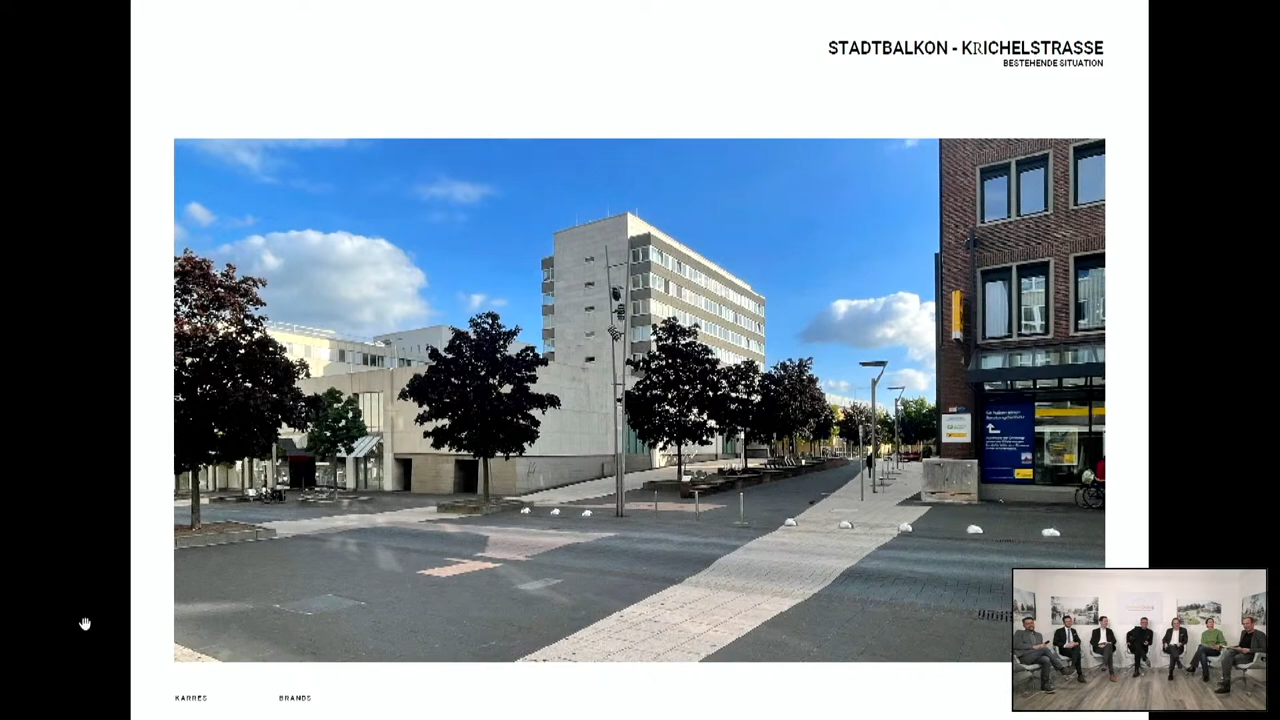 STADTBALKON - KRICHELSTRASSE
BESTEHENDE SITUATION
KARRES BRANDS